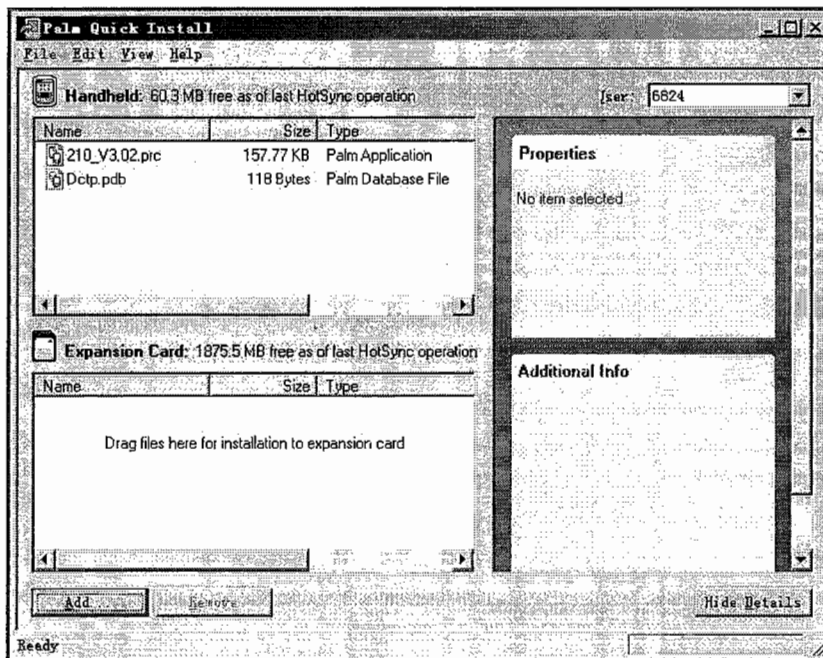 Palm Quick Install
File Edit View Help
Handheld: 60.3 MB free as of last HotSync operation
User: 6824
Name Size Type
210_V3.02.prc 157.77 KB Palm Application
Dctp.pdb 118 Bytes Palm Database File
Properties
No item selected
Expansion Card: 1875.5 MB free as of last HotSync operation
Name Size Type
Drag files here for installation to expansion card
Additional Info
Add...
Remove
Hide Details
Ready